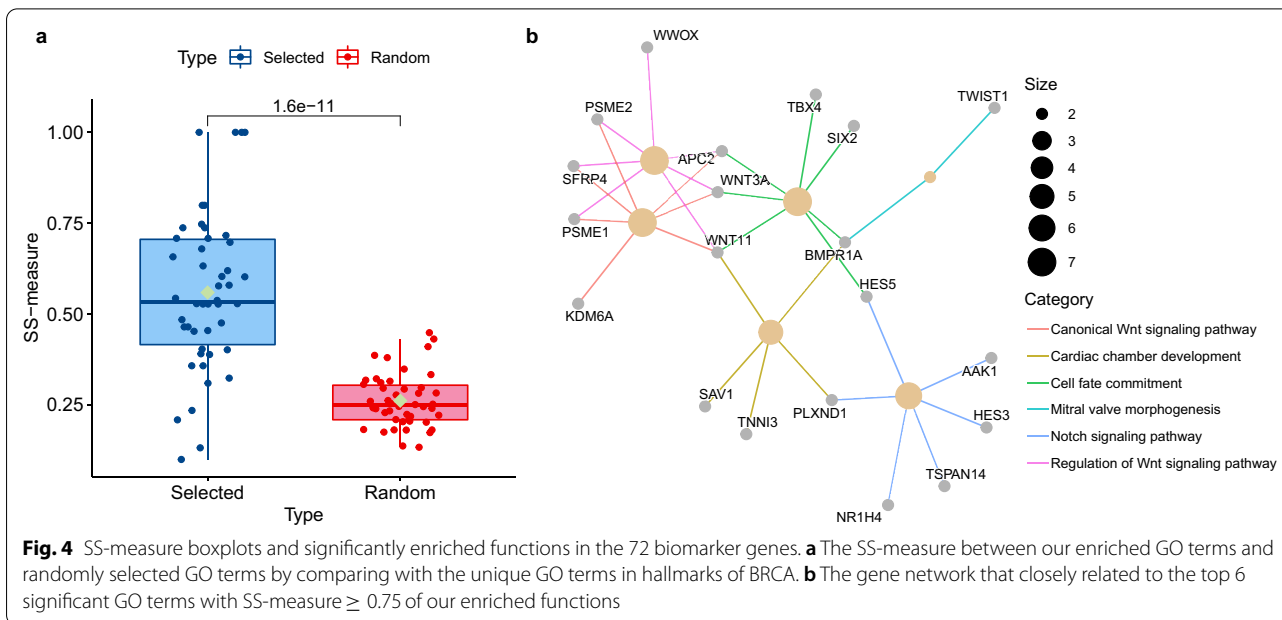 a
Type Selected Random
1.6e-11
1.00
0.75
0.50
0.25
SS-measure
Selected
Random
Type
b
WWOX
PSME2
TBX4
SIX2
TWIST1
APC2
SFRP4
WNT3A
PSME1
WNT11
BMPR1A
HES5
KDM6A
SAV1
TNNI3
PLXND1
AAK1
HES3
TSPAN14
NR1H4
Size
2
3
4
5
6
7
Category
Canonical Wnt signaling pathway
Cardiac chamber development
Cell fate commitment
Mitral valve morphogenesis
Notch signaling pathway
Regulation of Wnt signaling pathway
Fig. 4 SS-measure boxplots and significantly enriched functions in the 72 biomarker genes. a The SS-measure between our enriched GO terms and
randomly selected GO terms by comparing with the unique GO terms in hallmarks of BRCA. b The gene network that closely related to the top 6
significant GO terms with SS-measure ≥ 0.75 of our enriched functions